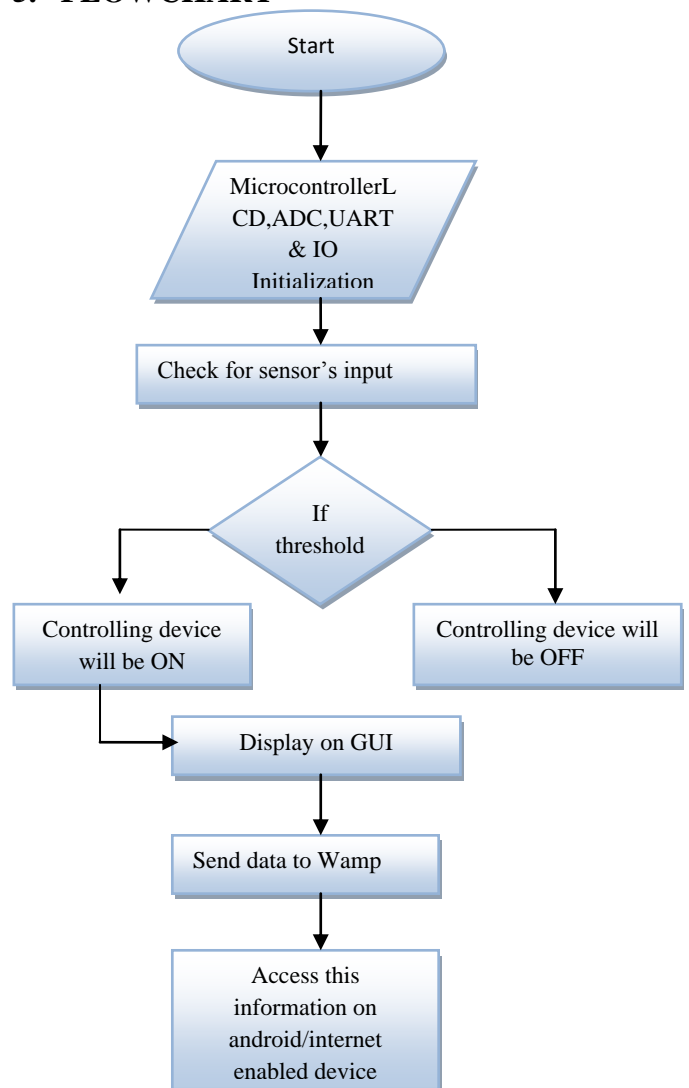 3. FLOWCHART
Start
MicrocontrollerL
CD,ADC,UART
& IO
Initialization
Check for sensor's input
If
threshold
Controlling device
will be ON
Controlling device will
be OFF
Display on GUI
Send data to Wamp
Access this
information on
android/internet
enabled device